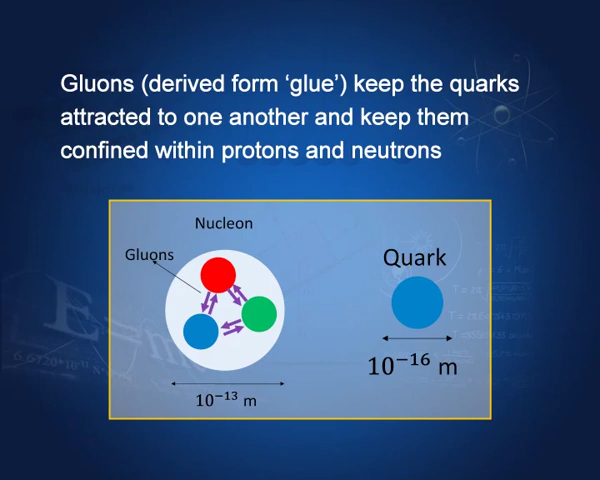 Gluons (derived form ‘glue’) keep the quarks
attracted to one another and keep them
confined within protons and neutrons
Nucleon
Gluons
Quark
10⁻¹⁶ m
10⁻¹³ m